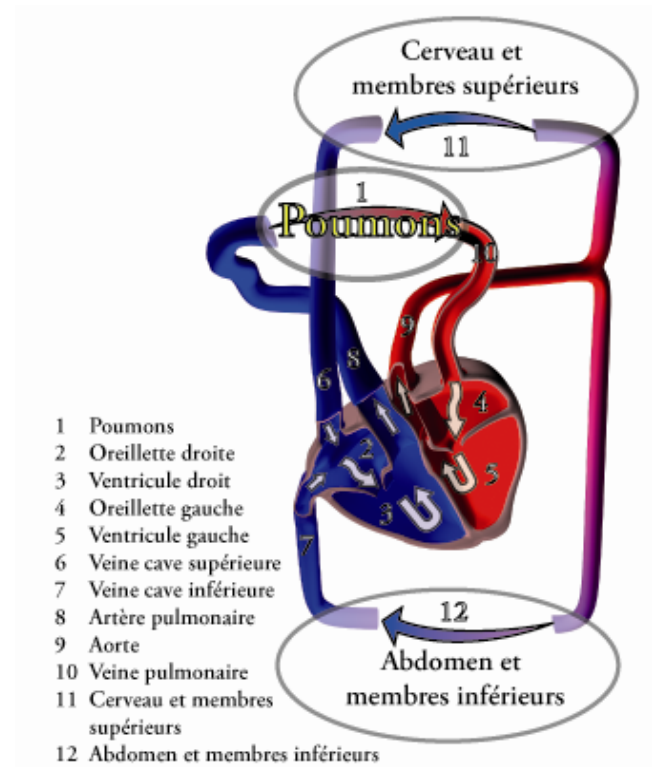 Cerveau et
membres supérieurs
11
1
Poumons
10
9
8
6
4
2
5
3
7
1 Poumons
2 Oreillette droite
3 Ventricule droit
4 Oreillette gauche
5 Ventricule gauche
6 Veine cave supérieure
7 Veine cave inférieure
8 Artère pulmonaire
9 Aorte
10 Veine pulmonaire
11 Cerveau et membres
supérieurs
12 Abdomen et membres inférieurs
12
Abdomen et
membres inférieurs